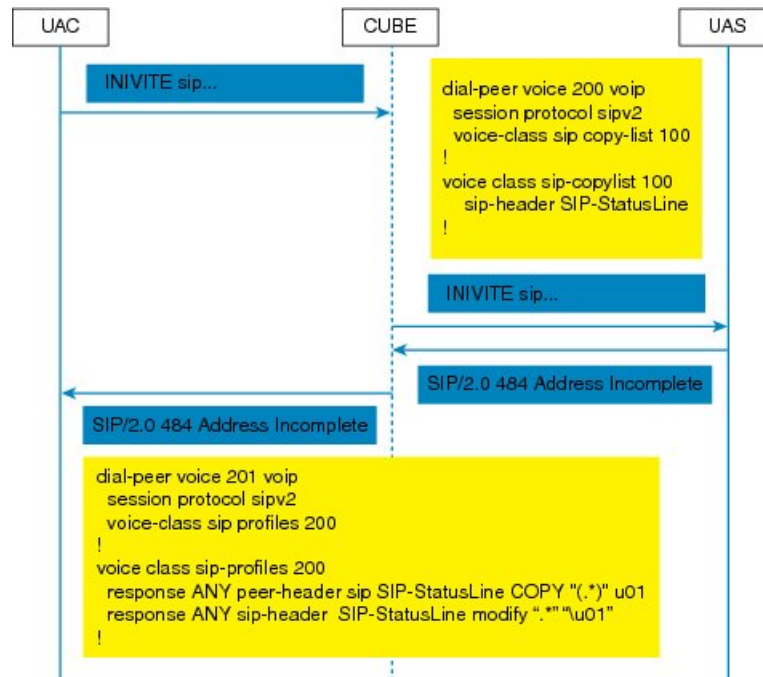 UAC
CUBE
UAS
INIVITE sip...
dial-peer voice 200 voip
session protocol sipv2
voice-class sip copy-list 100
!
voice class sip-copylist 100
sip-header SIP-StatusLine
!
INIVITE sip...
SIP/2.0 484 Address Incomplete
SIP/2.0 484 Address Incomplete
dial-peer voice 201 voip
session protocol sipv2
voice-class sip profiles 200
!
voice class sip-profiles 200
response ANY peer-header sip SIP-StatusLine COPY "(.*)" u01
response ANY sip-header SIP-StatusLine modify “.*” “\u01”
!